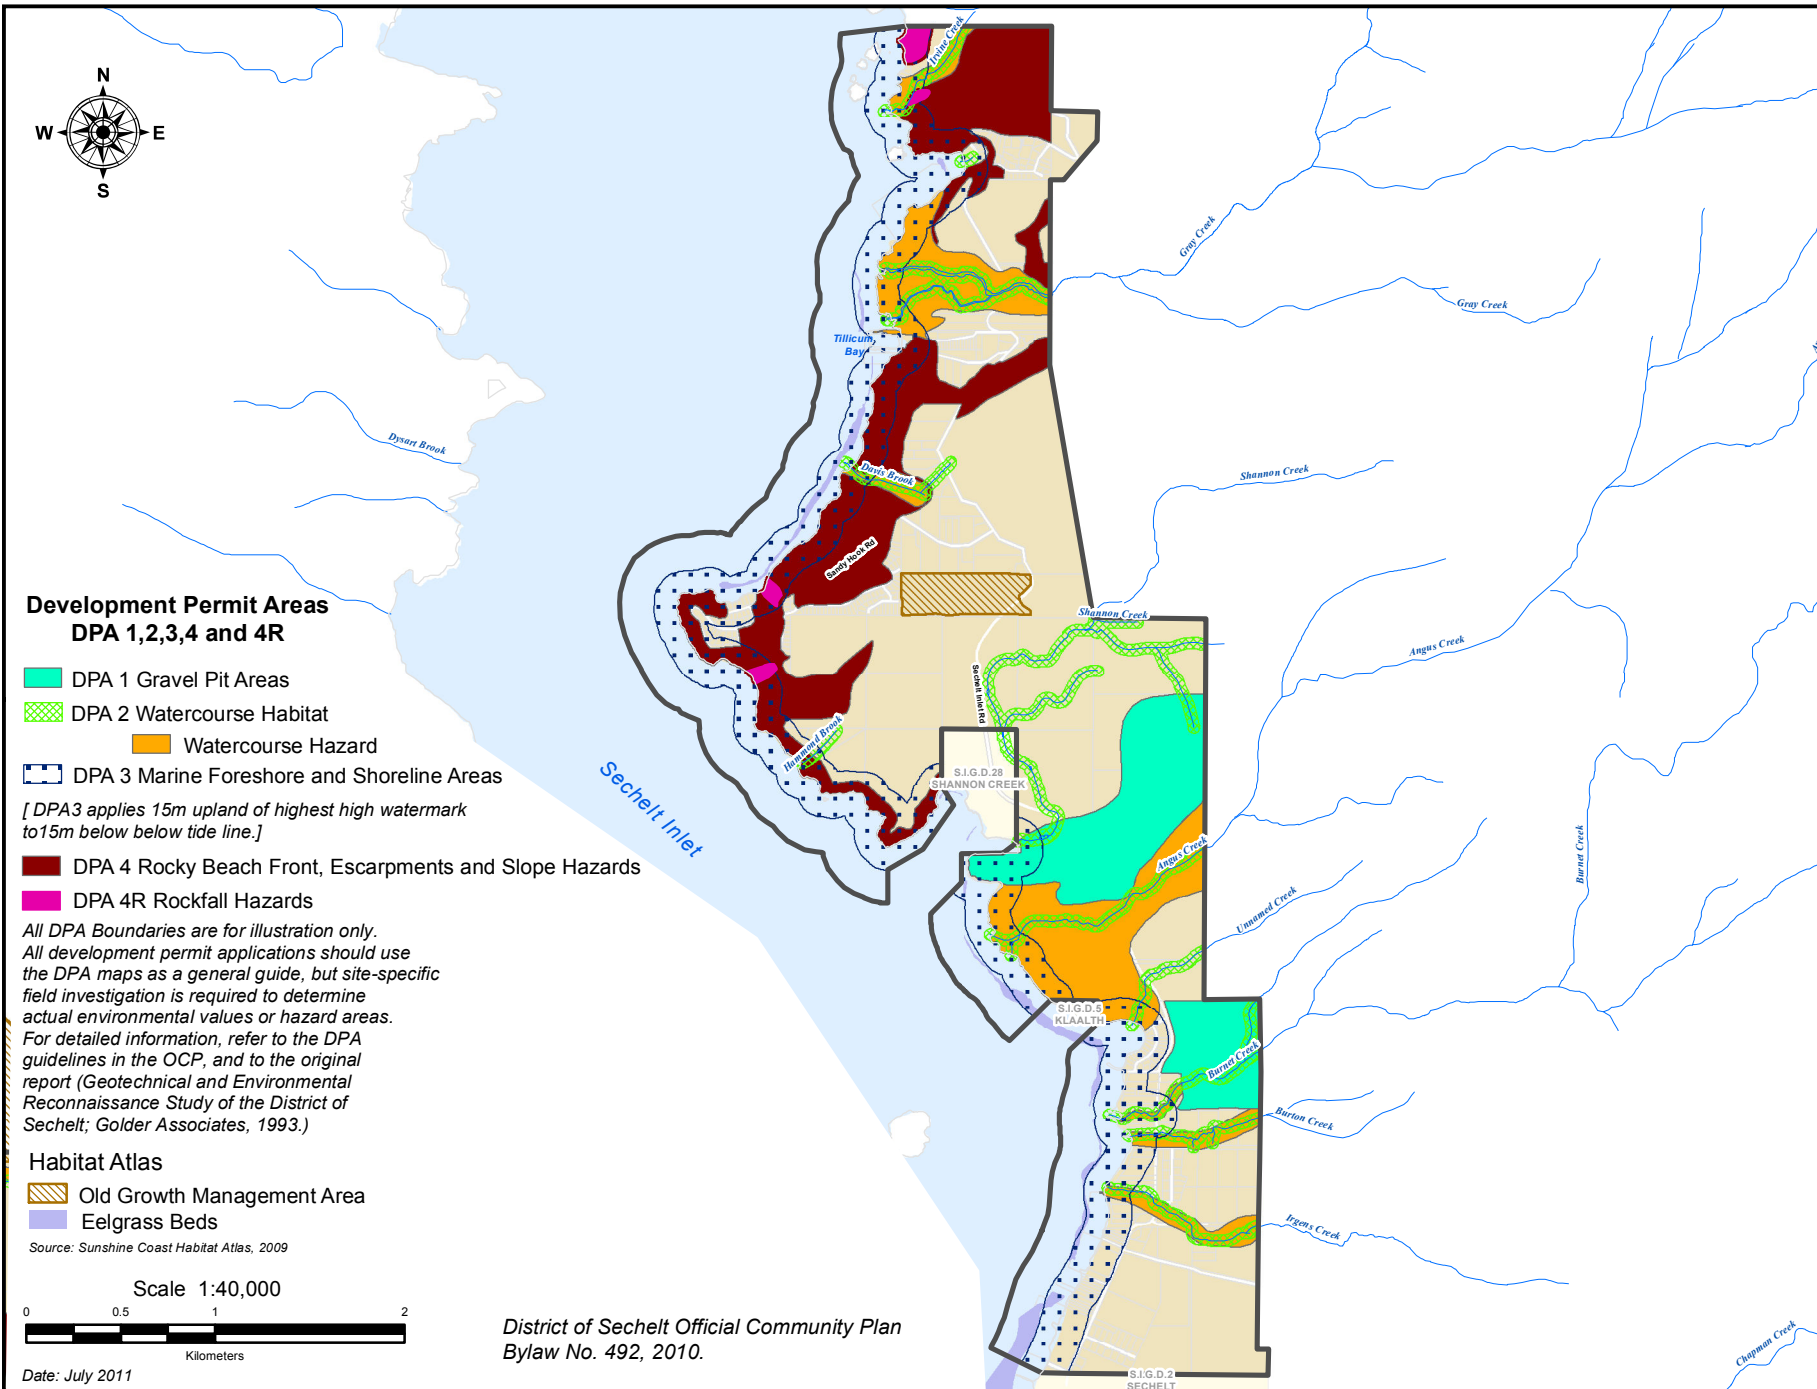 N
W
E
S
Irvine Creek
Gray Creek
Gray Creek
Tillicum
Bay
Dysart Brook
Davis Brook
Shannon Creek
Sandy Hook Rd
Shannon Creek
Angus Creek
Sechelt Inlet Rd
Hammond Brook
S.I.G.D.28
SHANNON CREEK
Sechelt Inlet
Angus Creek
Burnet Creek
Unnamed Creek
S.I.G.D.5
KLAALTH
Burnet Creek
Burton Creek
Irgens Creek
Chapman Creek
S.I.G.D.2
SECHELT
Development Permit Areas
DPA 1,2,3,4 and 4R
DPA 1 Gravel Pit Areas
DPA 2 Watercourse Habitat
Watercourse Hazard
DPA 3 Marine Foreshore and Shoreline Areas
[ DPA3 applies 15m upland of highest high watermark
to15m below below tide line.]
DPA 4 Rocky Beach Front, Escarpments and Slope Hazards
DPA 4R Rockfall Hazards
All DPA Boundaries are for illustration only.
All development permit applications should use
the DPA maps as a general guide, but site-specific
field investigation is required to determine
actual environmental values or hazard areas.
For detailed information, refer to the DPA
guidelines in the OCP, and to the original
report (Geotechnical and Environmental
Reconnaissance Study of the District of
Sechelt; Golder Associates, 1993.)
Habitat Atlas
Old Growth Management Area
Eelgrass Beds
Source: Sunshine Coast Habitat Atlas, 2009
Scale 1:40,000
0 0.5 1 2
Kilometers
Date: July 2011
District of Sechelt Official Community Plan
Bylaw No. 492, 2010.